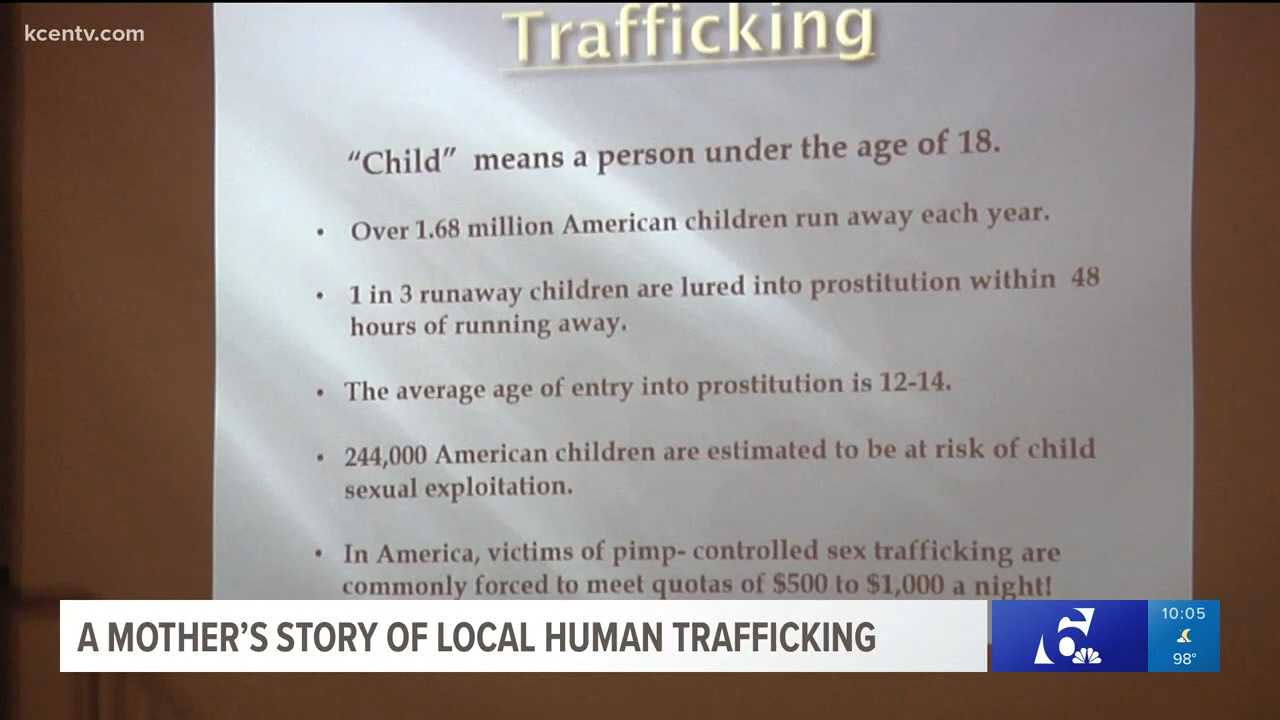 kcentv.com
Trafficking
“Child” means a person under the age of 18.
• Over 1.68 million American children run away each year.
• 1 in 3 runaway children are lured into prostitution within 48
hours of running away.
• The average age of entry into prostitution is 12-14.
• 244,000 American children are estimated to be at risk of child
sexual exploitation.
• In America, victims of pimp- controlled sex trafficking are
commonly forced to meet quotas of $500 to $1,000 a night!
A MOTHER’S STORY OF LOCAL HUMAN TRAFFICKING
6
10:05
98°